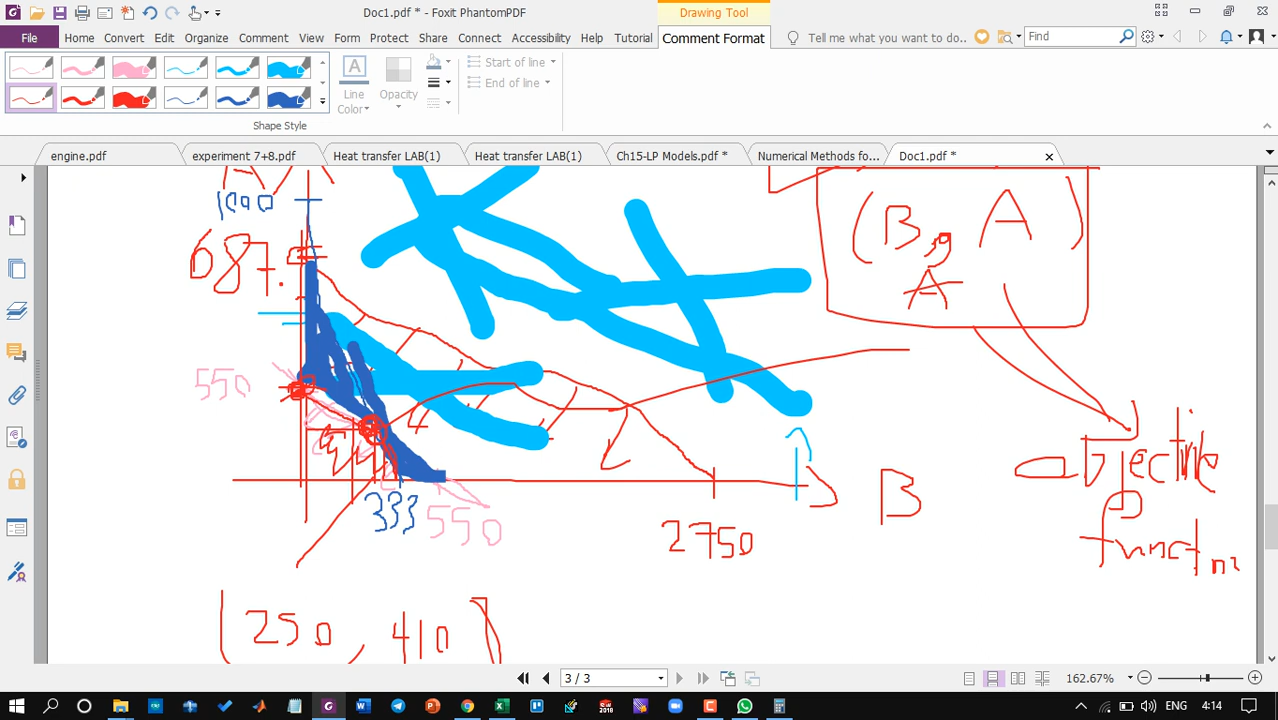 Doc1.pdf * - Foxit PhantomPDF
Drawing Tool
File Home Convert Edit Organize Comment View Form Protect Share Connect Accessibility Help Tutorial Comment Format Tell me what you want to do.. Find
Line Color
Opacity
Start of line
End of line
Shape Style
engine.pdf experiment 7+8.pdf Heat transfer LAB(1) Heat transfer LAB(1) Ch15-LP Models.pdf * Numerical Methods fo... Doc1.pdf *
1000
(B, A)
687.
A
550
objective
333
550
B
2750
function
(250, 410)
3 / 3
162.67%
2018
ENG 4:14